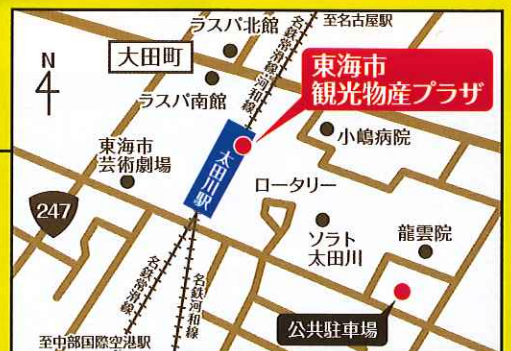 ラスパ北館
至名古屋駅
N
大田町
名鉄常滑線・河和線
東海市
観光物産プラザ
ラスパ南館
小嶋病院
東海市
芸術劇場
太田川駅
ロータリー
247
ソラト
太田川
龍雲院
名鉄常滑線
名鉄河和線
公共駐車場
至中部国際空港駅